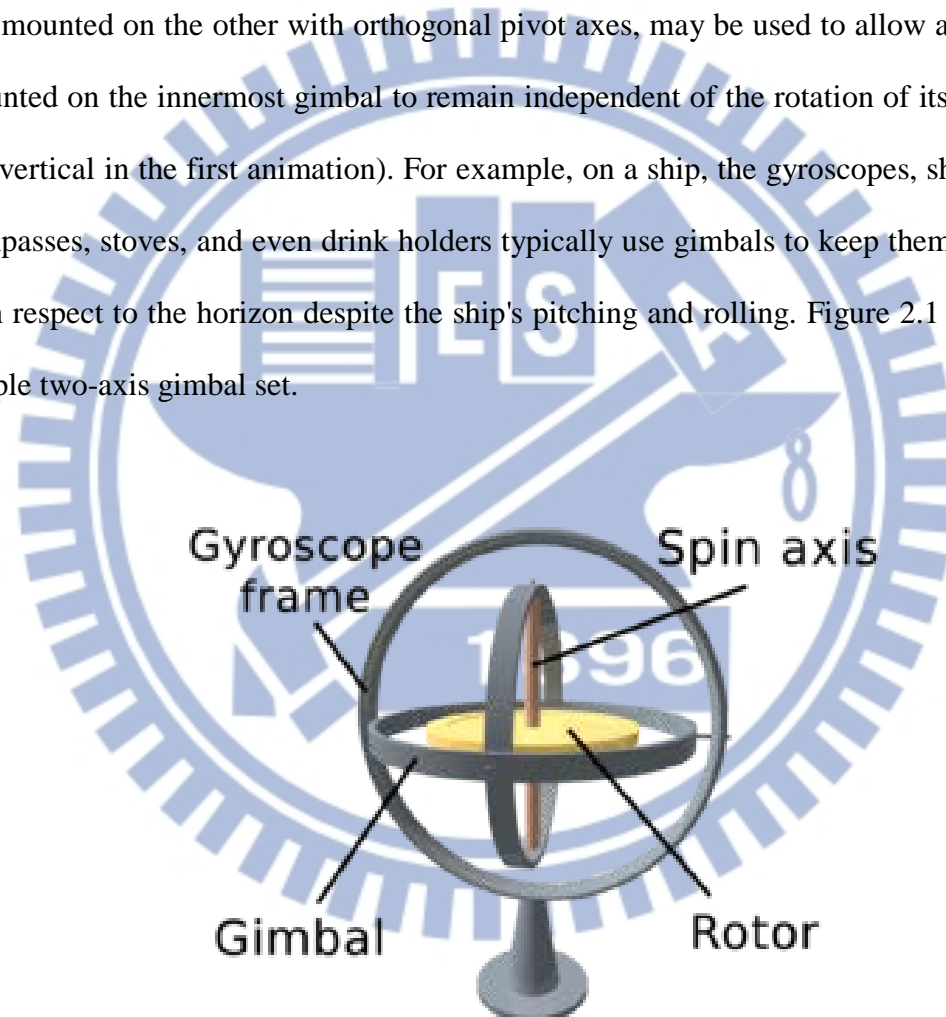 mounted on the other with orthogonal pivot axes, may be used to allow a
unted on the innermost gimbal to remain independent of the rotation of its
vertical in the first animation). For example, on a ship, the gyroscopes, sh
passes, stoves, and even drink holders typically use gimbals to keep them
respect to the horizon despite the ship's pitching and rolling. Figure 2.1
ple two-axis gimbal set.
E S A
8
Gyroscope
frame
Spin axis
1896
Gimbal
Rotor